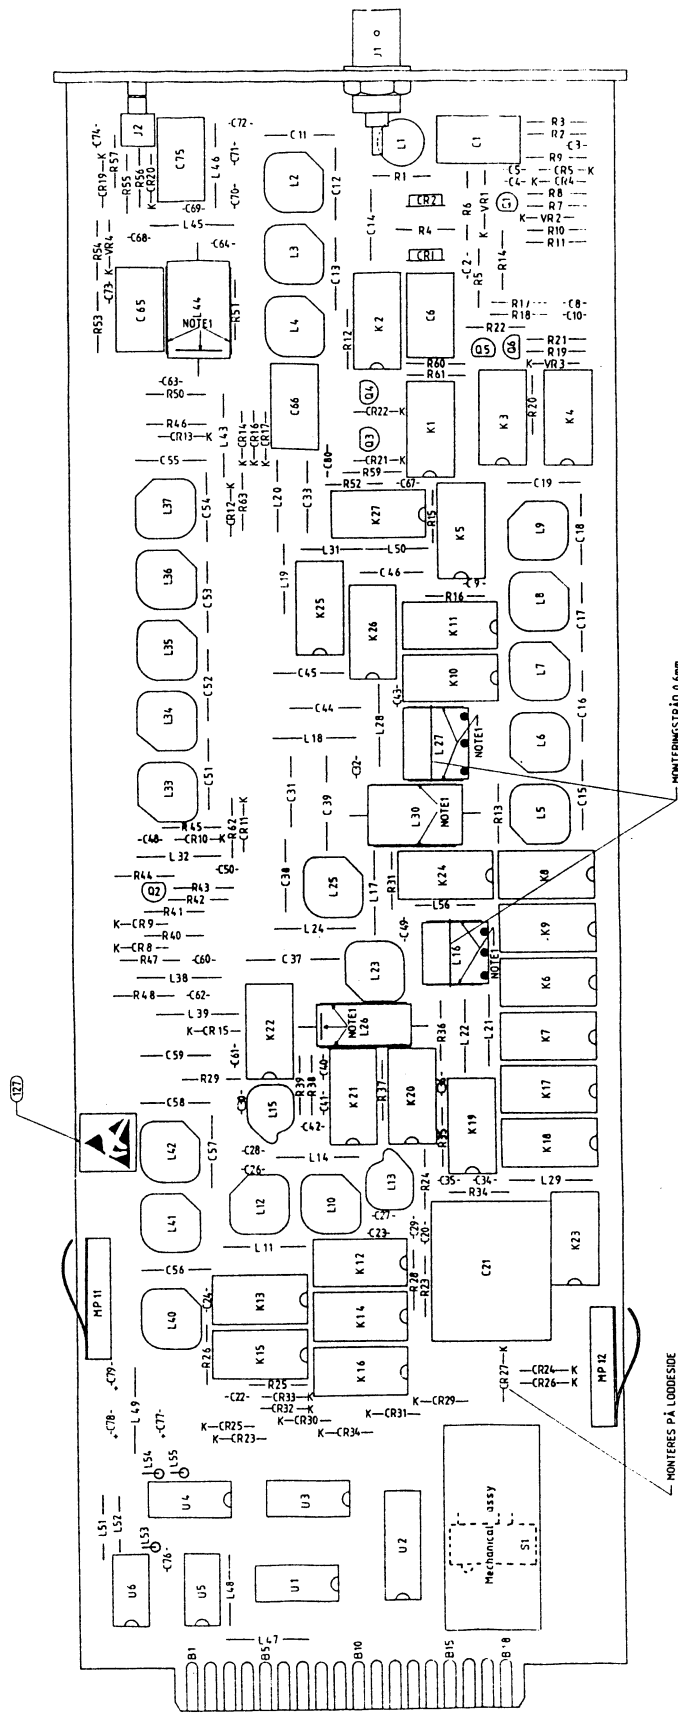 J1
J2
L1
C1
-C74-
-C72-
R57
K
R56
R55
CR20
CR19
C75
L46
-C71-
-C70-
-C69-
C11
L2
C12
R1
CR2
R4
CR1
C14
R3
R2
-C3-
R9
-C5- CR5 K
-C4- K CR4
R8
R7
K VR2
R10
R11
R6
VR1
K
-C2-
R5
R14
L45
-C68-
-C64-
R54
VR4
K
-C73-
R53
C65
L44
NOTE1
R51
L3
C13
L4
R12
K2
C6
R17 -C8-
R18 -C10-
R22
Q5
Q6
R21
R19
K VR3
R60
R61
-C63-
R50
R46
CR13 K
C55
L43
CR14
CR16
CR17
K K K
C66
-C80-
Q4
CR22 K
Q3
CR21 K
R59
R52
-C67-
K1
K3
R20
K4
L37
C54
CR12 K
R63
L20
C33
K27
R15
K5
C19
L9
C18
L31
L50
C46
-C9-
R16
L36
C53
L19
K25
K26
K11
L8
C17
L35
C52
C45
-C43-
K10
L7
C16
L34
C44
L28
L18
L27
NOTE1
L6
MONTERINGSTRÅD 0.6mm
C51
C31
C39
-C32-
L33
L30
NOTE1
R13
L5
C15
R45
-C48- CR10 K
R62
CR11 K
L32
-C50-
R44
Q2
R43
R42
R41
K CR9
R40
K CR8
R47 -C60-
L38
C38
L25
L17
R31
K24
K8
L56
L24
-C49-
L16
NOTE1
K9
C37
L23
K6
R48 -C62-
L39
K CR15
K22
NOTE1
L26
R36
L22
L21
K7
C59
-C61-
R29
R39
R38
-C40-
-C41-
K21
R37
K20
-C36-
K19
K17
127
C58
-C30-
L15
-C42-
R35
K18
L42
C57
-C28-
-C26-
L14
L13
R24
-C35- -C34-
R34
L29
L12
L10
-C27-
L41
-C23-
-C29-
-C20-
C21
K23
L11
K12
R28
R23
C56
MP11
-C24-
K13
K14
L40
R26
K15
K16
MP12
R25
-C22- CR33 K
CR32 K
K CR25 K CR30
K CR23 K CR34
K CR31
K CR29
CR27 K
CR24 K
CR26 K
MONTERES PÅ LODDESIDE
+C79-
+C78-
L49
+C77-
L54
L55
U4
U3
L51
L52
L53
-C76-
U6
U5
L48
U1
U2
Mechanical assy
S1
L47
B1
B5
B10
B15
B18